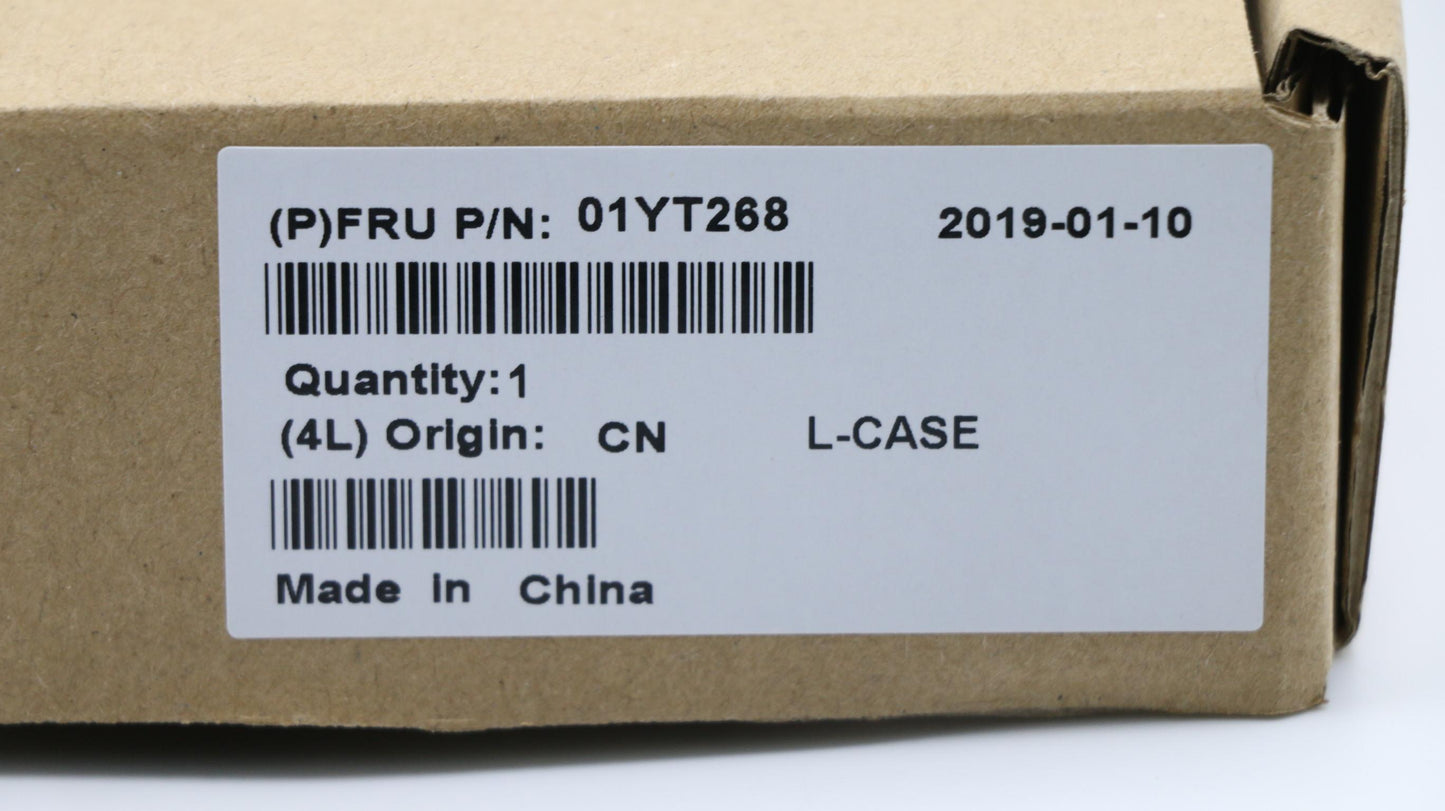 (P)FRU P/N: 01YT268 2019-01-10
Quantity: 1
(4L) Origin: CN L-CASE
Made in China